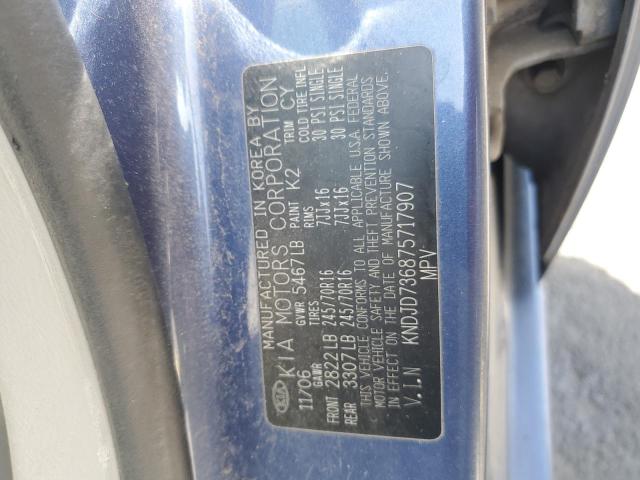 MANUFACTURED IN KOREA BY
KIA KIA MOTORS CORPORATION
11/06 GVWR 5467LB PAINT K2 TRIM CY
GAWR TIRES RIMS COLD TIRE INFL
FRONT 2822LB 245/70R16 7JJx16 30 PSI SINGLE
REAR 3307LB 245/70R16 7JJx16 30 PSI SINGLE
THIS VEHICLE CONFORMS TO ALL APPLICABLE U.S.A. FEDERAL
MOTOR VEHICLE SAFETY AND THEFT PREVENTION STANDARDS
IN EFFECT ON THE DATE OF MANUFACTURE SHOWN ABOVE.
V.I.N KNDJD736875717907
MPV